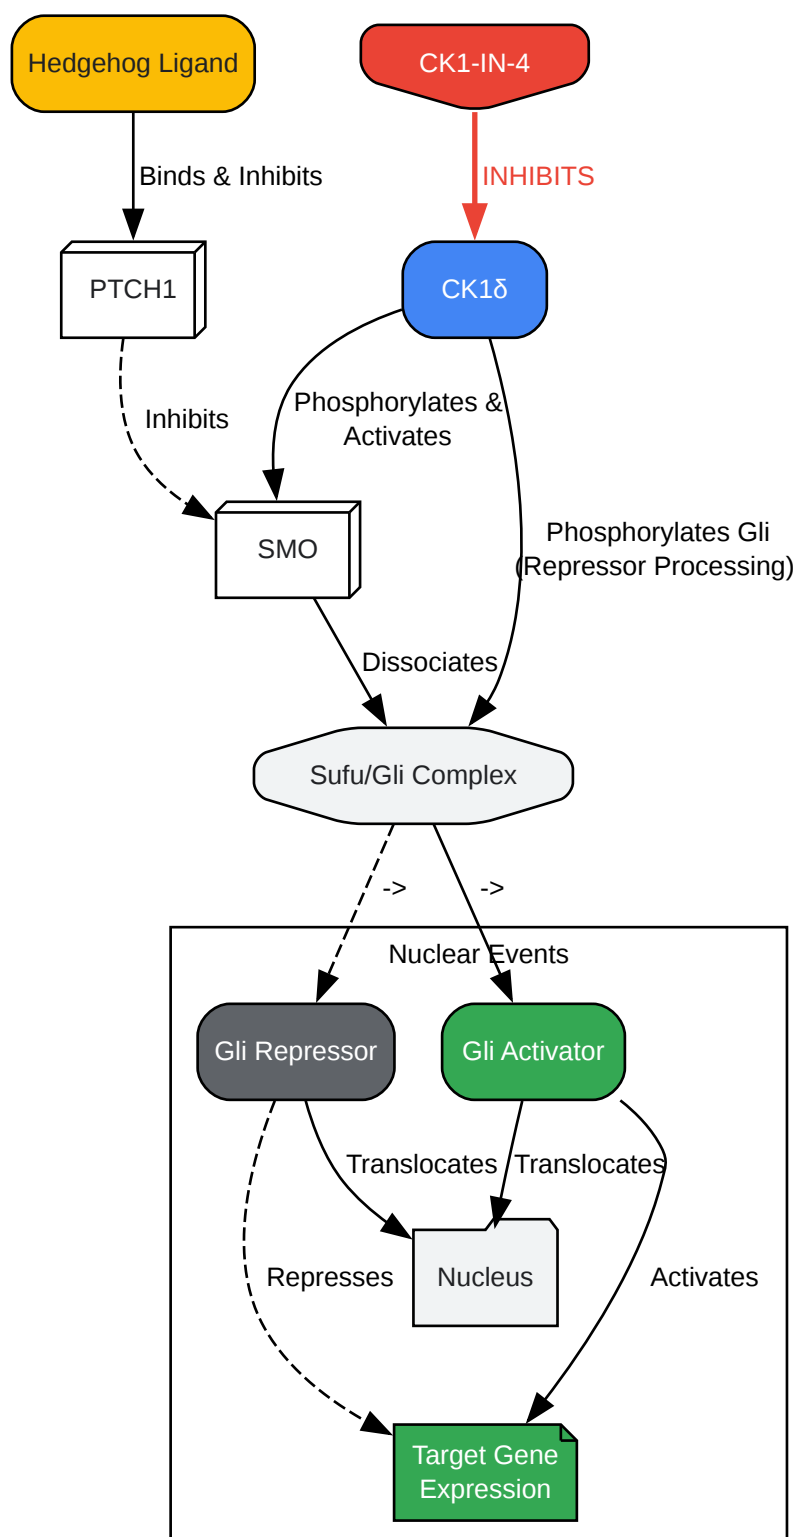 Hedgehog Ligand
CK1-IN-4
Binds & Inhibits
INHIBITS
PTCH1
CK1δ
Inhibits
Phosphorylates &
Activates
SMO
Phosphorylates Gli
(Repressor Processing)
Dissociates
Sufu/Gli Complex
->
->
Nuclear Events
Gli Repressor
Gli Activator
Translocates
Translocates
Represses
Nucleus
Activates
Target Gene
Expression